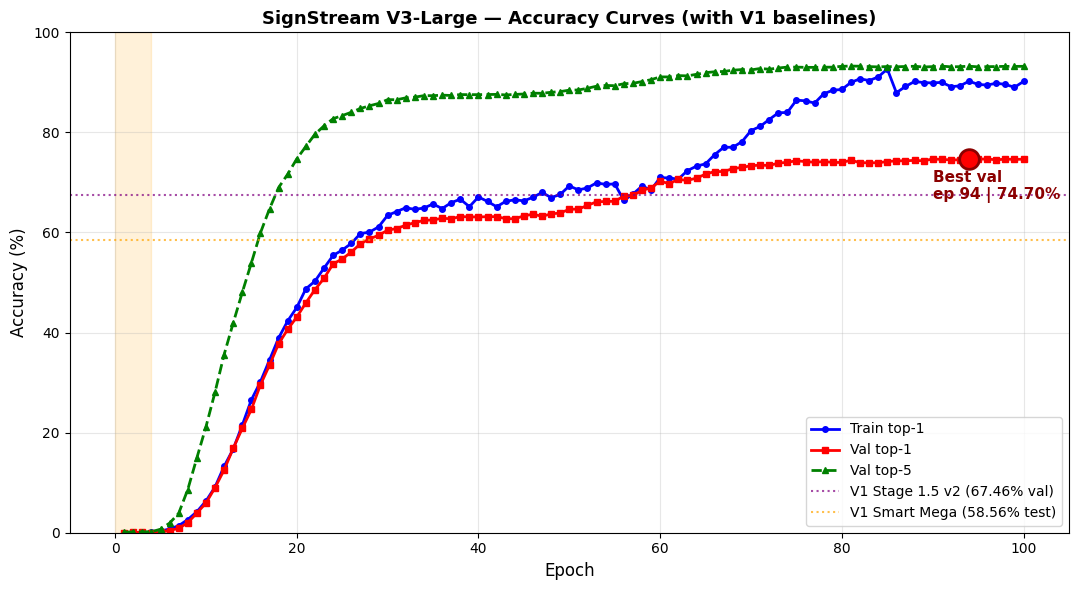 SignStream V3-Large — Accuracy Curves (with V1 baselines)
Accuracy (%)
100
80
60
40
20
0
Best val
ep 94 | 74.70%
Train top-1
Val top-1
Val top-5
V1 Stage 1.5 v2 (67.46% val)
V1 Smart Mega (58.56% test)
0 20 40 60 80 100
Epoch